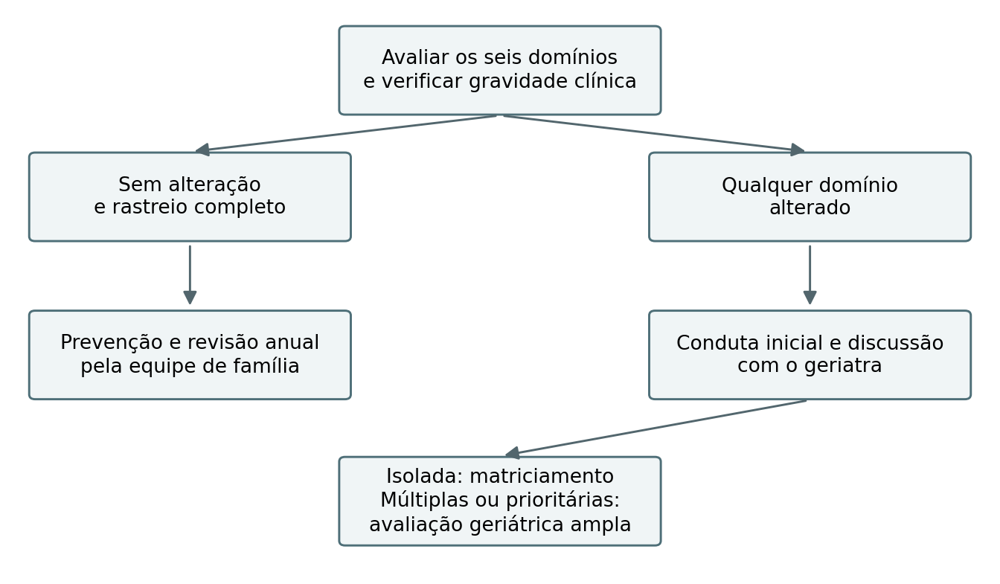 Avaliar os seis domínios
e verificar gravidade clínica
Sem alteração
e rastreio completo
Qualquer domínio
alterado
Prevenção e revisão anual
pela equipe de família
Conduta inicial e discussão
com o geriatra
Isolada: matriciamento
Múltiplas ou prioritárias:
avaliação geriátrica ampla